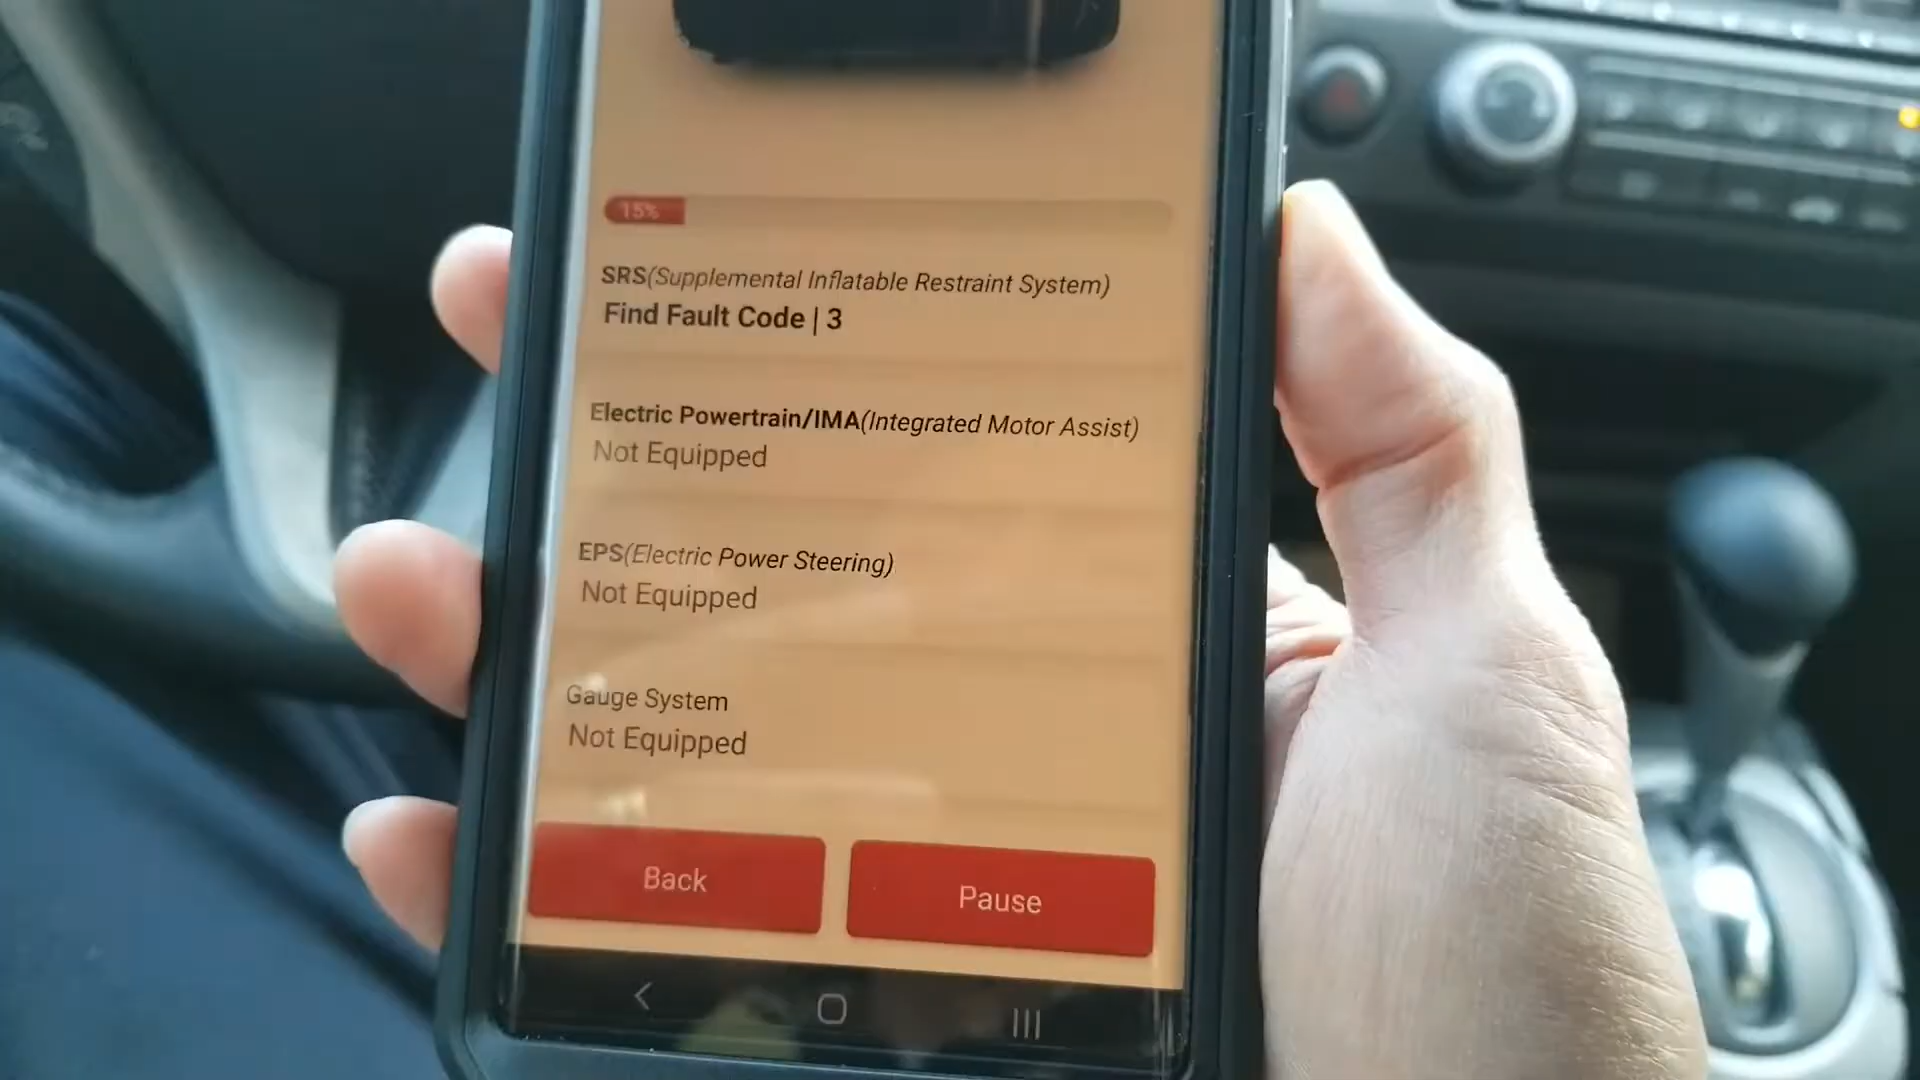 15%
SRS(Supplemental Inflatable Restraint System)
Find Fault Code | 3
Electric Powertrain/IMA(Integrated Motor Assist)
Not Equipped
EPS(Electric Power Steering)
Not Equipped
Gauge System
Not Equipped
Back
Pause